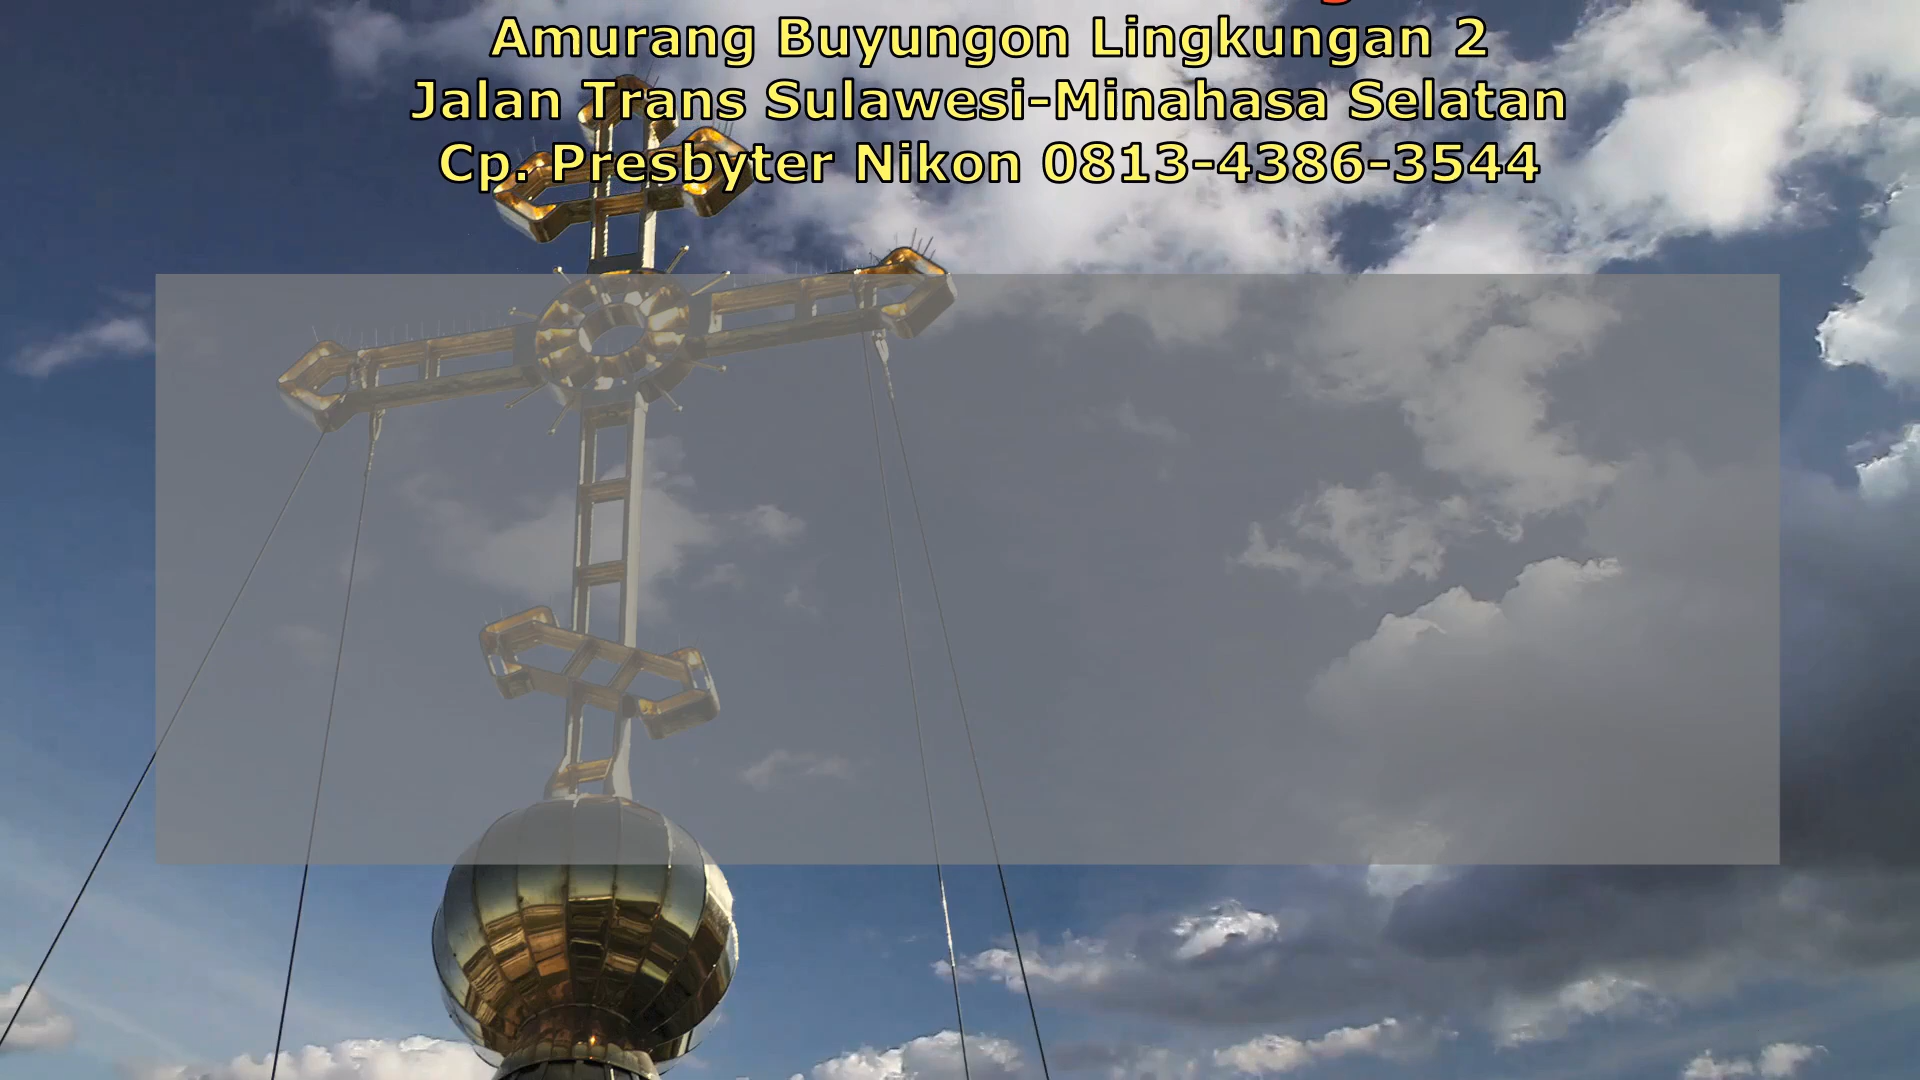 Amurang Buyungon Lingkungan 2
Jalan Trans Sulawesi-Minahasa Selatan
Cp. Presbyter Nikon 0813-4386-3544